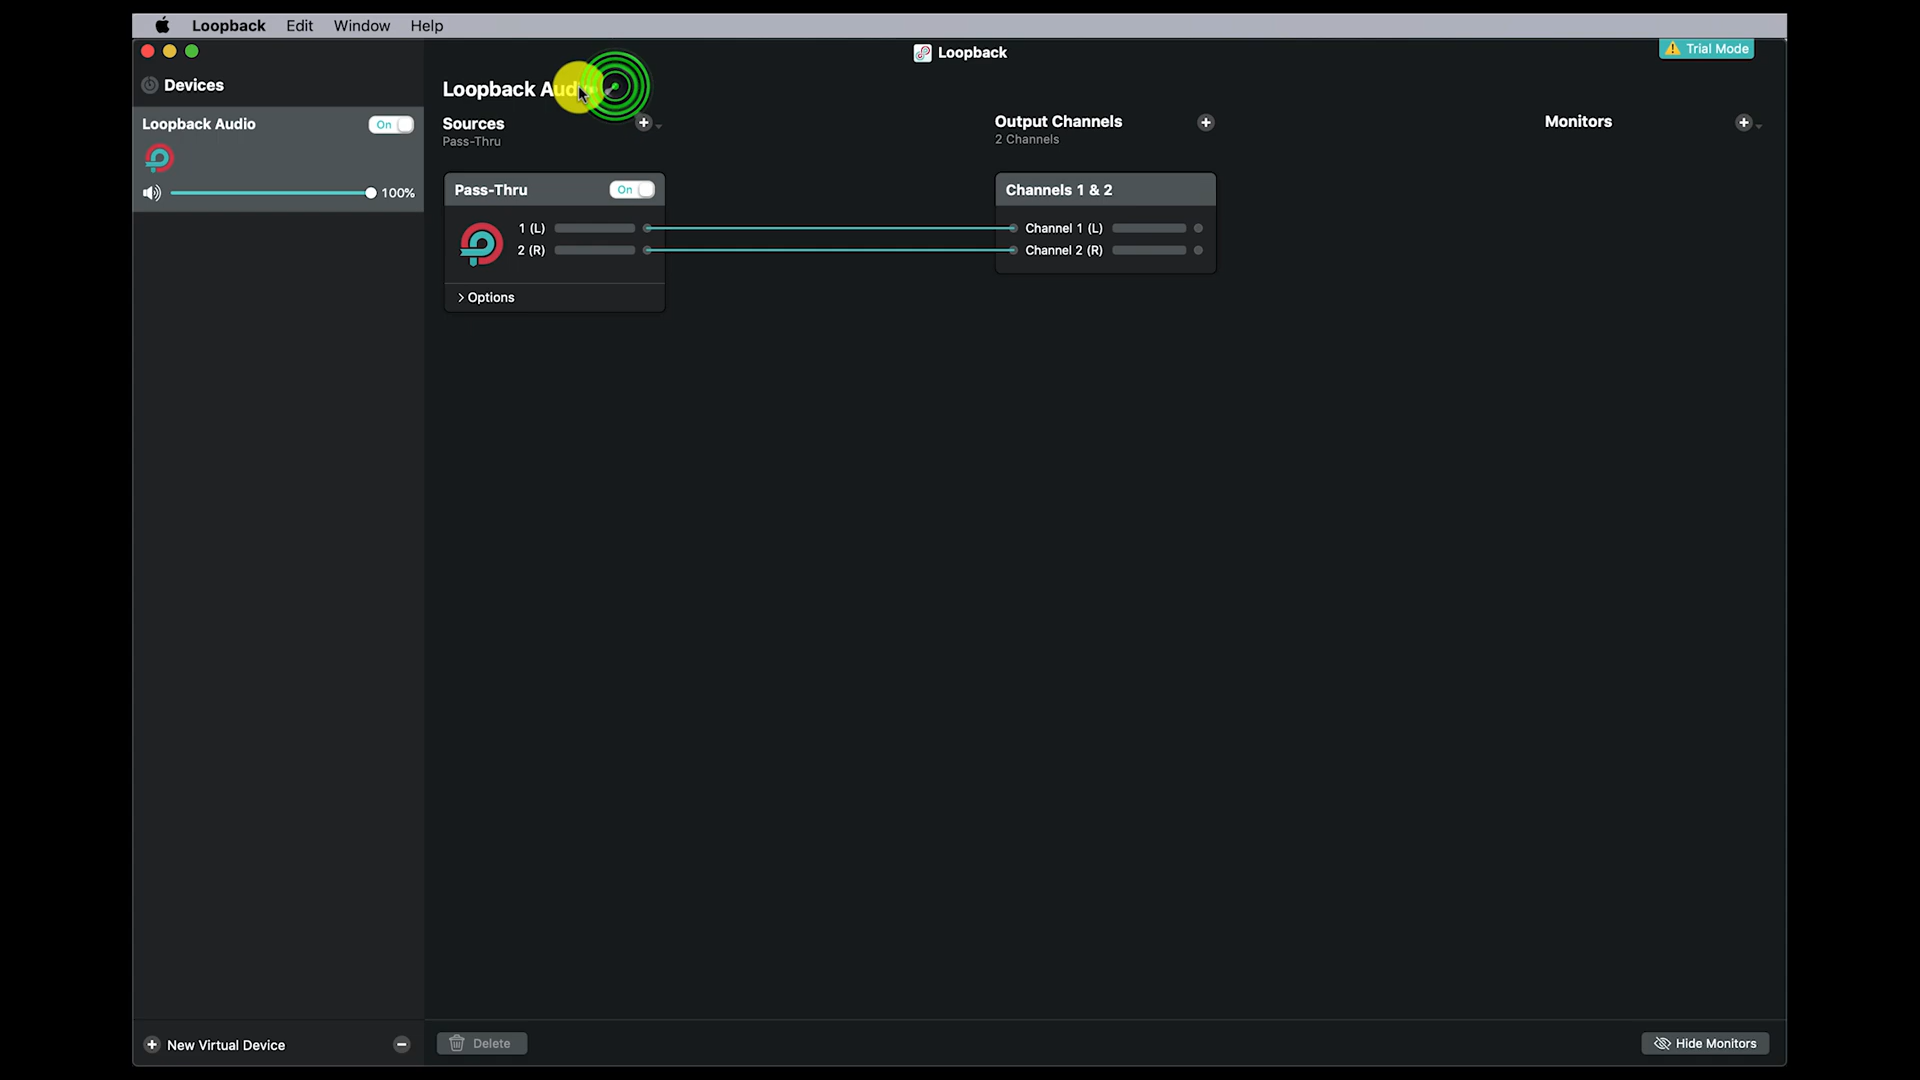 Loopback Edit Window Help
Loopback
Trial Mode
Devices
Loopback Audio
On
100%
Loopback
Sources
Pass-Thru
Output Channels
2 Channels
Monitors
Pass-Thru
On
1 (L)
2 (R)
> Options
Channels 1 & 2
Channel 1 (L)
Channel 2 (R)
New Virtual Device
Delete
Hide Monitors